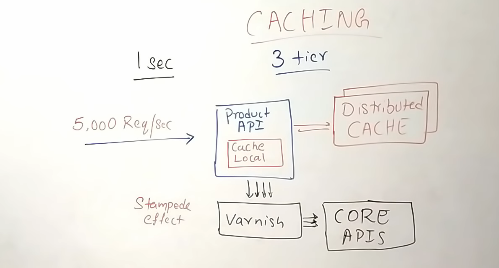 CACHING
1 sec
3 tier
5,000 Req/sec
Product
API
Cache
Local
Distributed
CACHE
Stampede
effect
Varnish
CORE
APIS